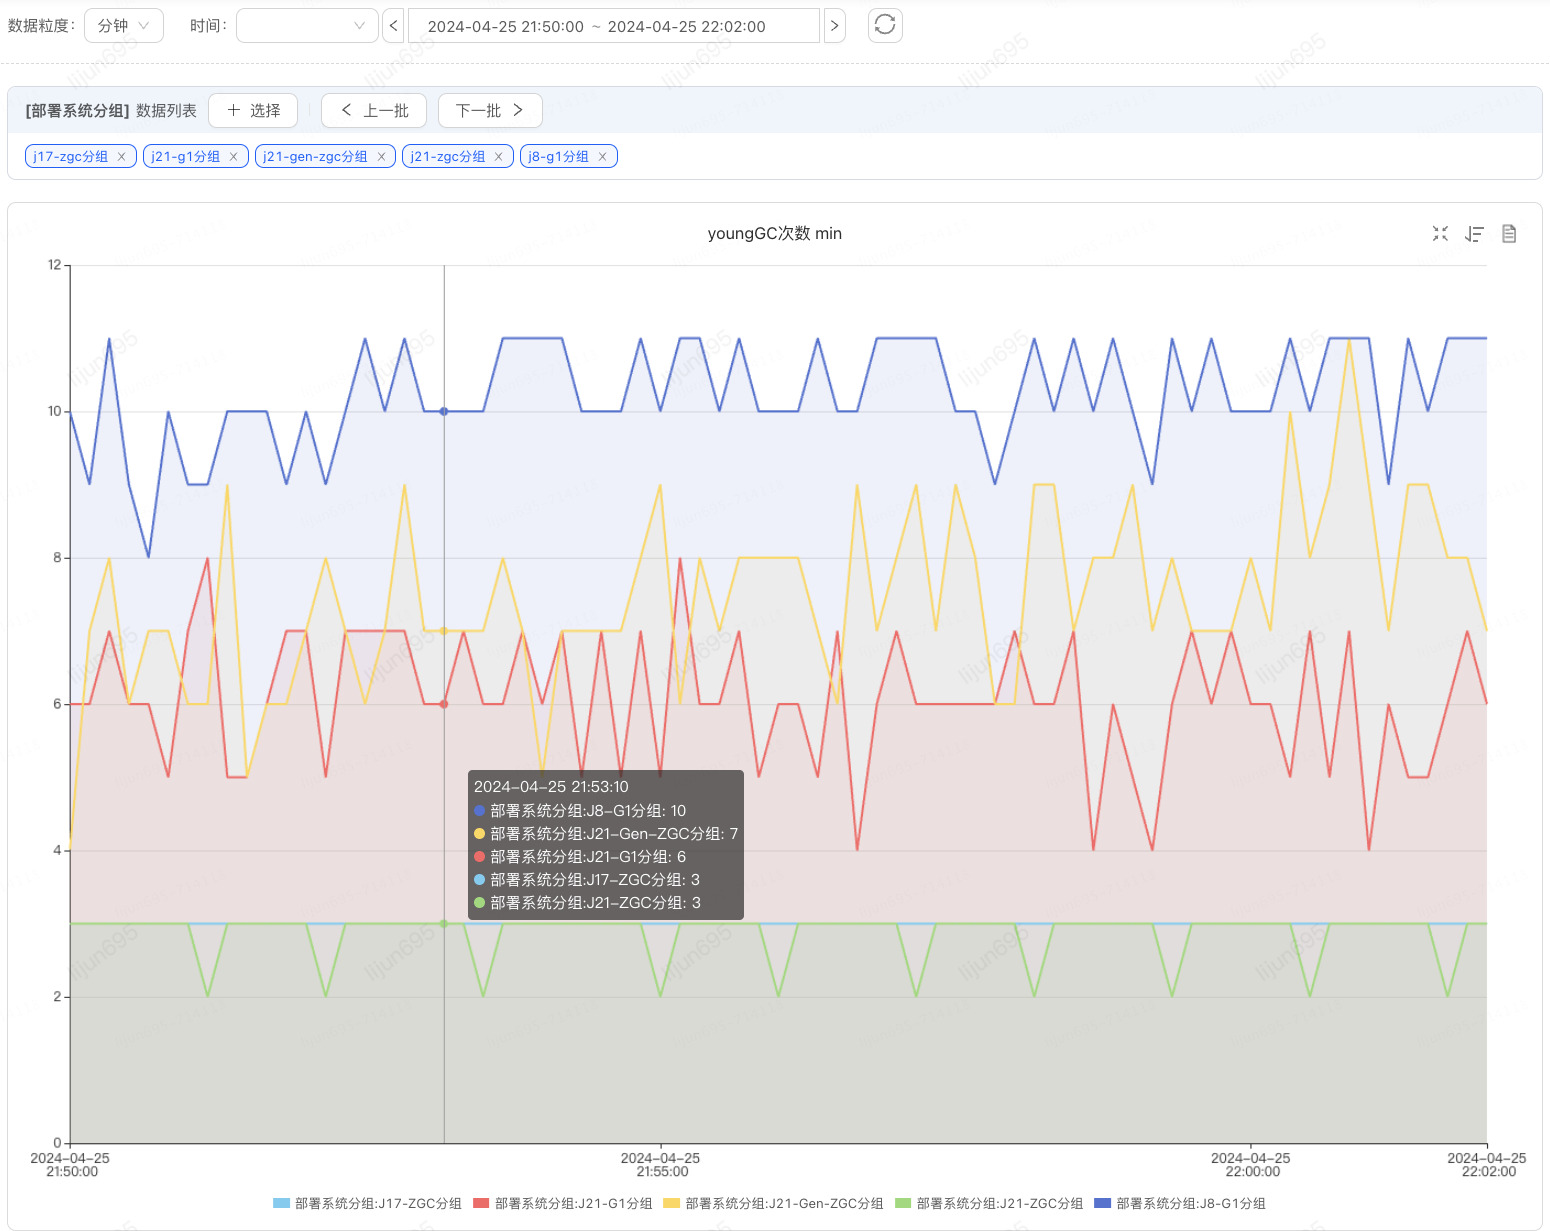 数据粒度： 分钟 时间： 2024-04-25 21:50:00 ~ 2024-04-25 22:02:00
[部署系统分组] 数据列表 + 选择 上一批 下一批
j17-zgc分组 × j21-g1分组 × j21-gen-zgc分组 × j21-zgc分组 × j8-g1分组 ×
youngGC次数 min
12
10
8
6
4
2
0
2024-04-25 21:53:10
部署系统分组:J8-G1分组: 10
部署系统分组:J21-Gen-ZGC分组: 7
部署系统分组:J21-G1分组: 6
部署系统分组:J17-ZGC分组: 3
部署系统分组:J21-ZGC分组: 3
2024-04-25 2024-04-25 2024-04-25 2024-04-25
21:50:00 21:55:00 22:00:00 22:02:00
部署系统分组:J17-ZGC分组 部署系统分组:J21-G1分组 部署系统分组:J21-Gen-ZGC分组 部署系统分组:J21-ZGC分组 部署系统分组:J8-G1分组
lijun695